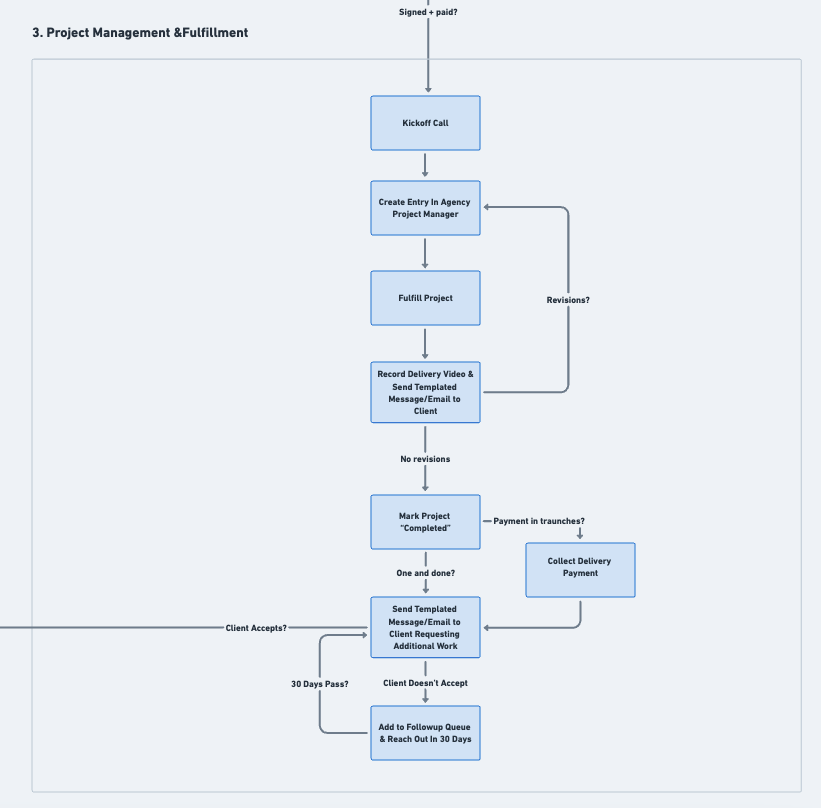 Signed + paid?
3. Project Management &Fulfillment
Kickoff Call
Create Entry In Agency
Project Manager
Fulfill Project
Revisions?
Record Delivery Video &
Send Templated
Message/Email to
Client
No revisions
Mark Project
“Completed”
Payment in traunches?
Collect Delivery
Payment
One and done?
Send Templated
Message/Email to
Client Requesting
Additional Work
Client Accepts?
30 Days Pass?
Client Doesn't Accept
Add to Followup Queue
& Reach Out In 30 Days